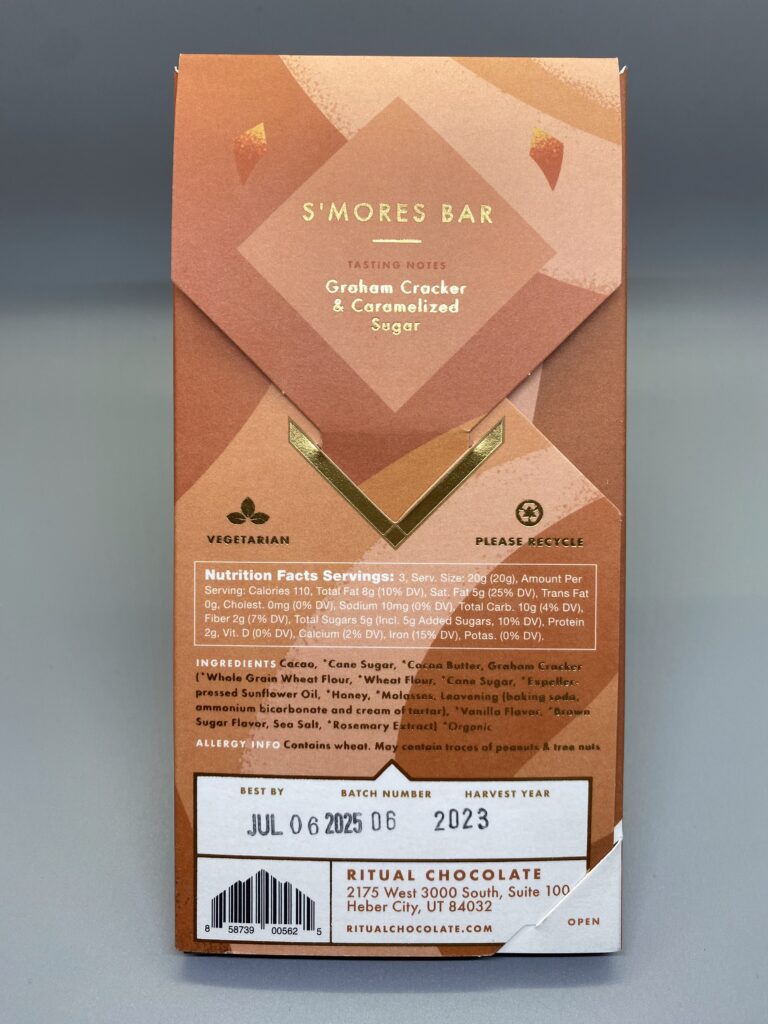 S'MORES BAR
TASTING NOTES
Graham Cracker
& Caramelized
Sugar
VEGETARIAN
PLEASE RECYCLE
Nutrition Facts Servings: 3, Serv. Size: 20g (20g), Amount Per
Serving: Calories 110, Total Fat 8g (10% DV), Sat. Fat 5g (25% DV), Trans Fat
0g, Cholest. 0mg (0% DV), Sodium 10mg (0% DV), Total Carb. 10g (4% DV),
Fiber 2g (7% DV), Total Sugars 5g (Incl. 5g Added Sugars, 10% DV), Protein
2g, Vit. D (0% DV), Calcium (2% DV), Iron (15% DV), Potas. (0% DV).
INGREDIENTS Cacao, *Cane Sugar, *Cocoa Butter, Graham Cracker
(*Whole Grain Wheat Flour, *Wheat Flour, *Cane Sugar, *Expeller-
pressed Sunflower Oil, *Honey, *Molasses, Leavening (baking soda,
ammonium bicarbonate and cream of tartar), *Vanilla Flavor, *Brown
Sugar Flavor, Sea Salt, *Rosemary Extract) *Organic
ALLERGY INFO Contains wheat. May contain traces of peanuts & tree nuts
BEST BY BATCH NUMBER HARVEST YEAR
JUL 06 2025 06 2023
RITUAL CHOCOLATE
2175 West 3000 South, Suite 100
Heber City, UT 84032
RITUALCHOCOLATE.COM
OPEN
8 58739 00562 5